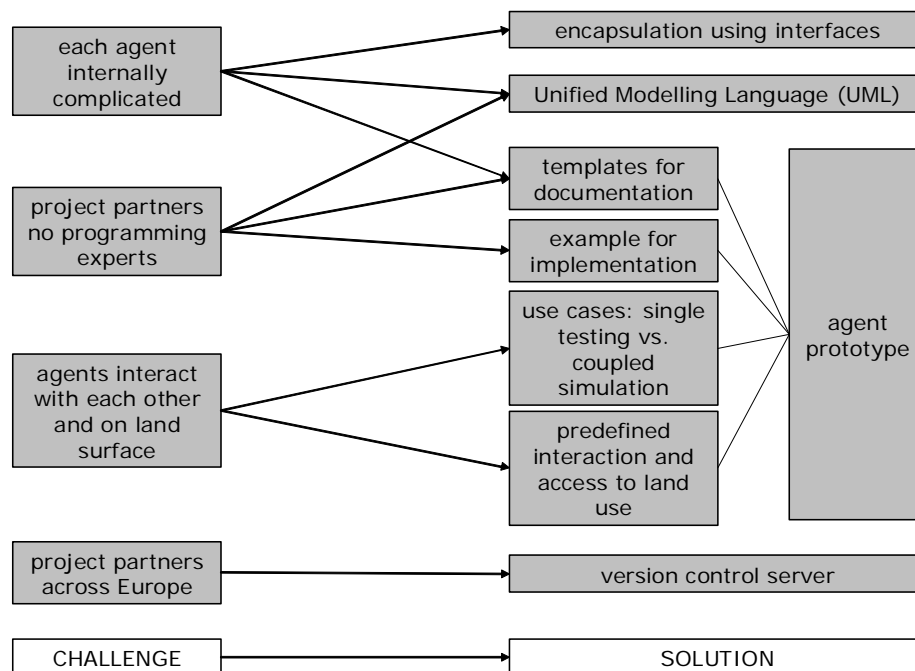 each agent
internally
complicated
encapsulation using interfaces
Unified Modelling Language (UML)
templates for
documentation
project partners
no programming
experts
example for
implementation
use cases: single
testing vs.
coupled
simulation
agent
prototype
agents interact
with each other
and on land
surface
predefined
interaction and
access to land
use
project partners
across Europe
version control server
CHALLENGE
SOLUTION